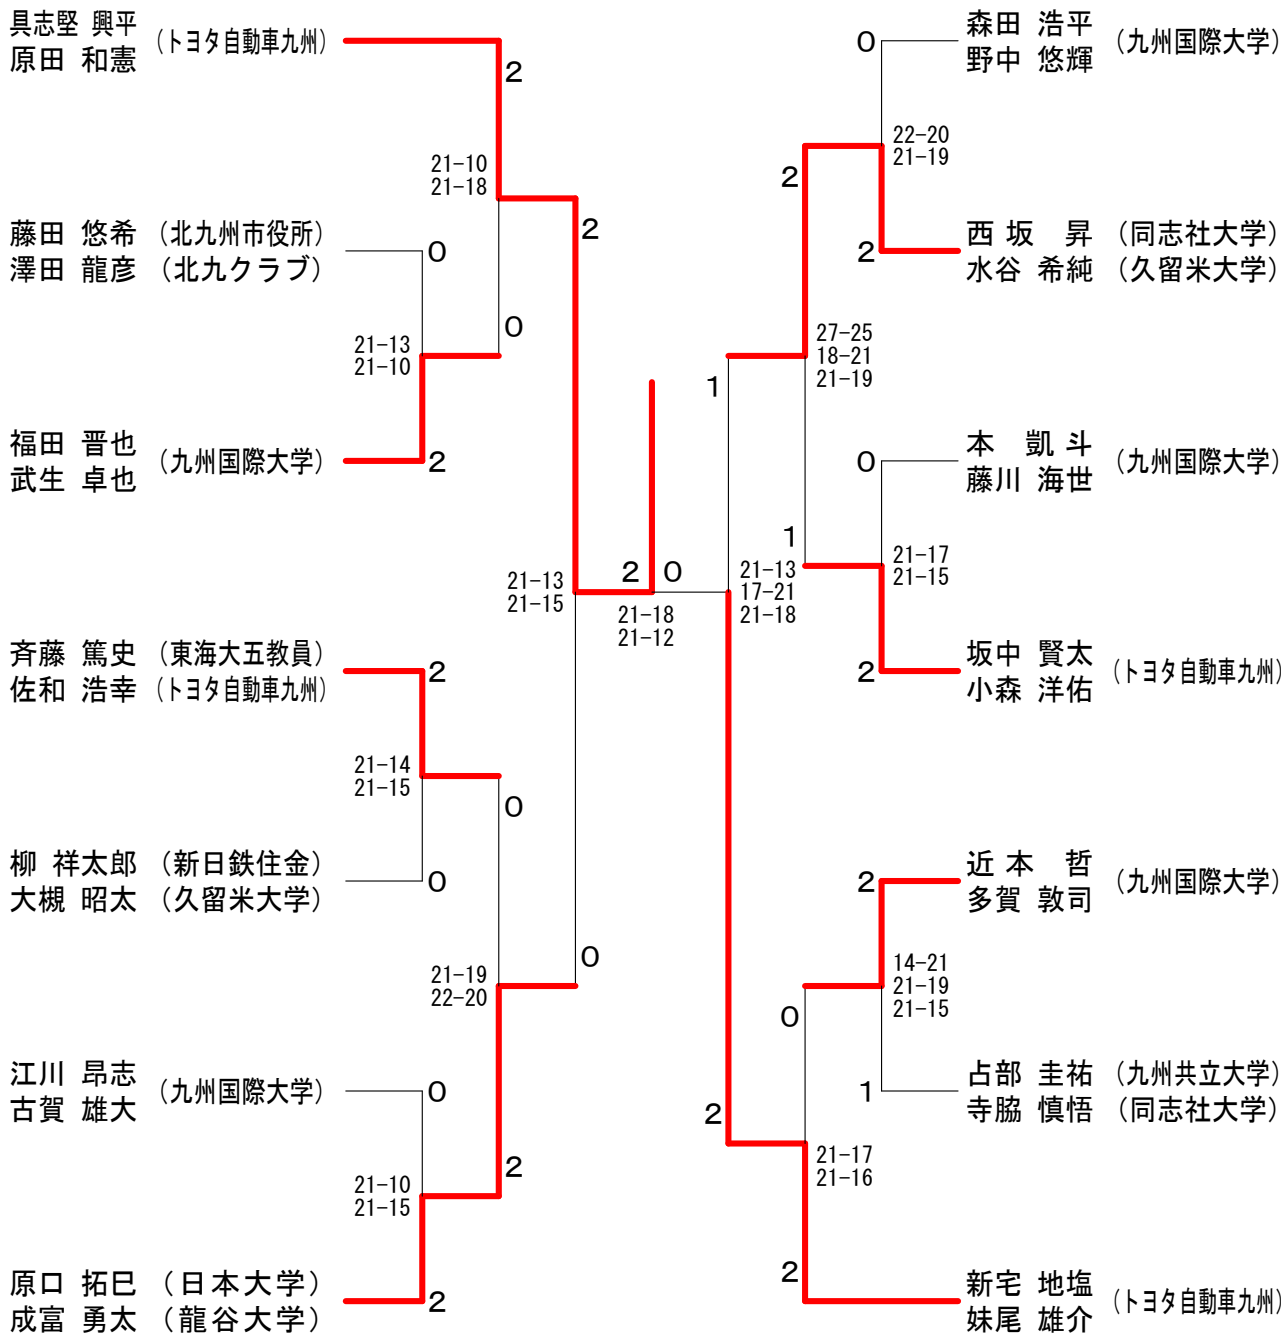 具志堅 興平
原田 和憲
(トヨタ自動車九州)
2
21-10
21-18
2
藤田 悠希 (北九州市役所)
澤田 龍彦 (北九クラブ)
0
0
21-13
21-10
福田 晋也
武生 卓也
(九州国際大学)
2
21-13
21-15
2
0
21-18
21-12
斉藤 篤史 (東海大五教員)
佐和 浩幸 (トヨタ自動車九州)
2
21-14
21-15
0
柳 祥太郎 (新日鉄住金)
大槻 昭太 (久留米大学)
0
0
21-19
22-20
江川 昂志
古賀 雄大
(九州国際大学)
0
2
21-10
21-15
原口 拓巳 (日本大学)
成富 勇太 (龍谷大学)
2
森田 浩平
野中 悠輝
(九州国際大学)
0
22-20
21-19
2
西坂 昇 (同志社大学)
水谷 希純 (久留米大学)
2
27-25
18-21
21-19
1
本 凱斗
藤川 海世
(九州国際大学)
0
1
21-17
21-15
21-13
17-21
21-18
坂中 賢太
小森 洋佑
(トヨタ自動車九州)
2
近本 哲
多賀 敦司
(九州国際大学)
2
14-21
21-19
21-15
0
占部 圭祐 (九州共立大学)
寺脇 慎悟 (同志社大学)
1
2
21-17
21-16
新宅 地塩
妹尾 雄介
(トヨタ自動車九州)
2